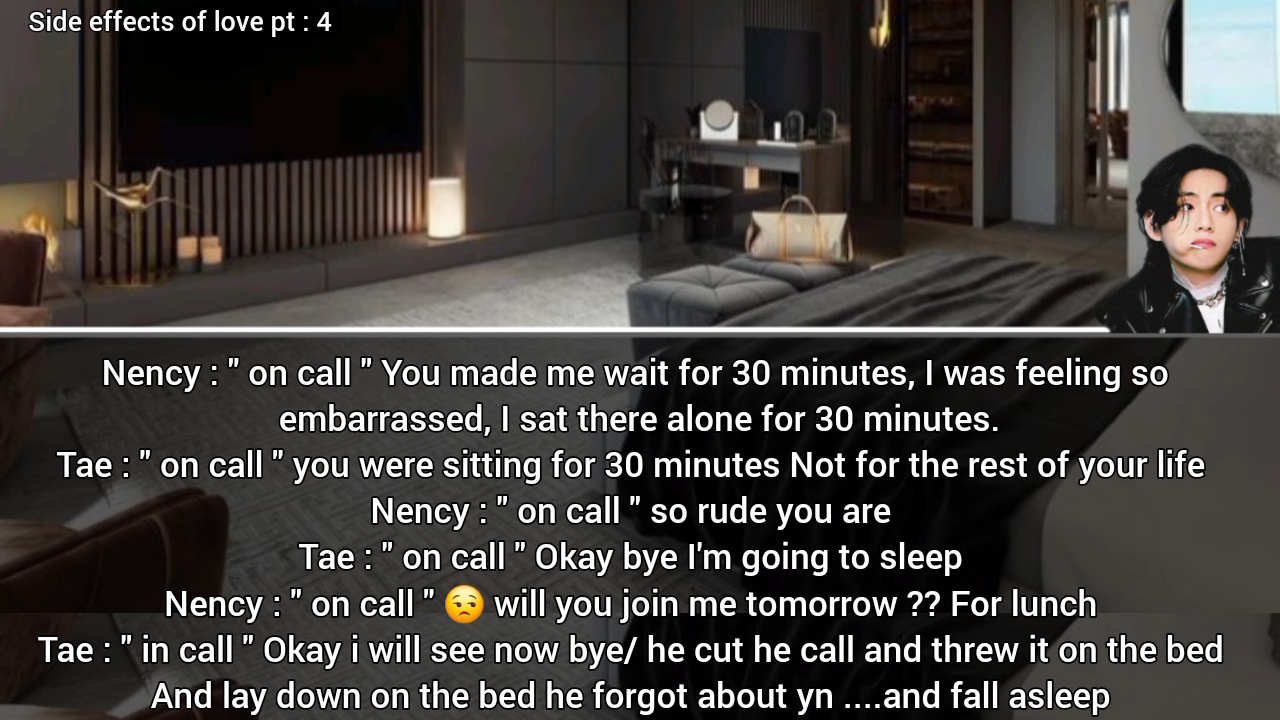 Side effects of love pt : 4
Nency : " on call " You made me wait for 30 minutes, I was feeling so
embarrassed, I sat there alone for 30 minutes.
Tae : " on call " you were sitting for 30 minutes Not for the rest of your life
Nency : " on call " so rude you are
Tae : " on call " Okay bye I'm going to sleep
Nency : " on call " 😒 will you join me tomorrow ?? For lunch
Tae : " in call " Okay i will see now bye/ he cut he call and threw it on the bed
And lay down on the bed he forgot about yn ....and fall asleep